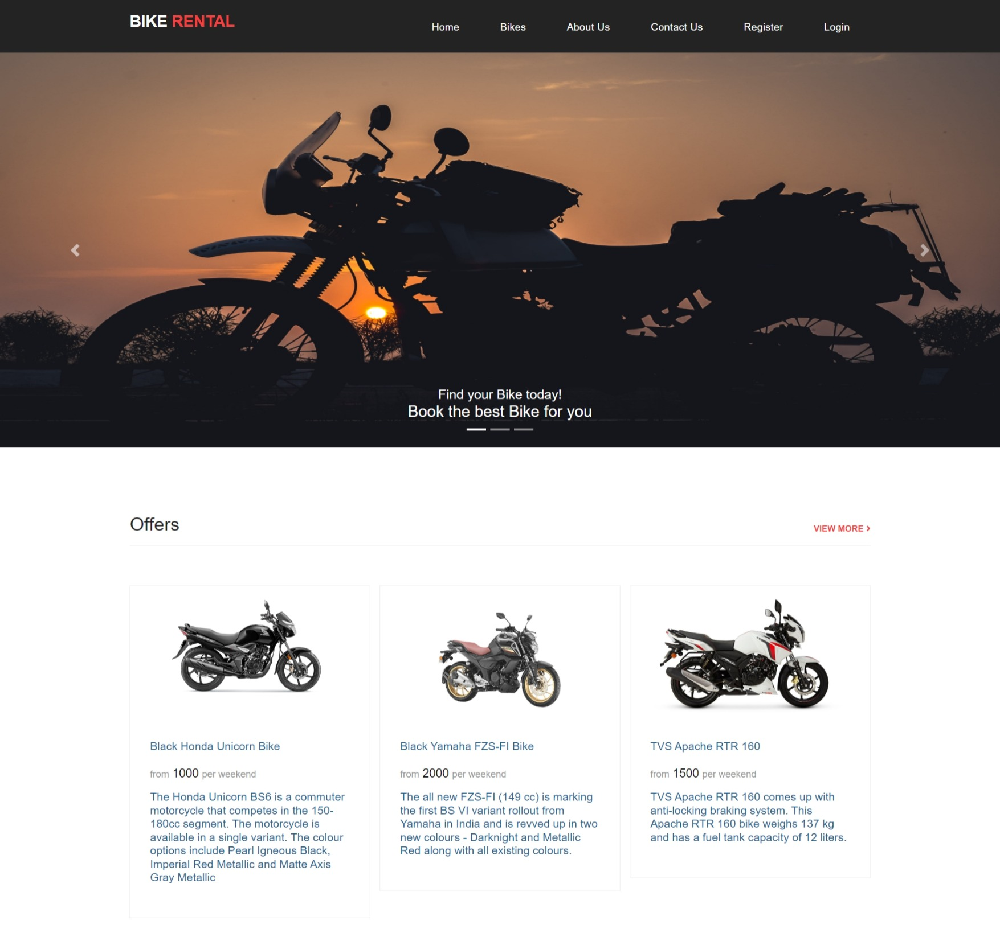 BIKE RENTAL
Home
Bikes
About Us
Contact Us
Register
Login
Find your Bike today!
Book the best Bike for you
Offers
VIEW MORE
Black Honda Unicorn Bike
from 1000 per weekend
The Honda Unicorn BS6 is a commuter
motorcycle that competes in the 150-
180cc segment. The motorcycle is
available in a single variant. The colour
options include Pearl Igneous Black,
Imperial Red Metallic and Matte Axis
Gray Metallic
Black Yamaha FZS-FI Bike
from 2000 per weekend
The all new FZS-FI (149 cc) is marking
the first BS VI variant rollout from
Yamaha in India and is revved up in two
new colours - Darknight and Metallic
Red along with all existing colours.
TVS Apache RTR 160
from 1500 per weekend
TVS Apache RTR 160 comes up with
anti-locking braking system. This
Apache RTR 160 bike weighs 137 kg
and has a fuel tank capacity of 12 liters.